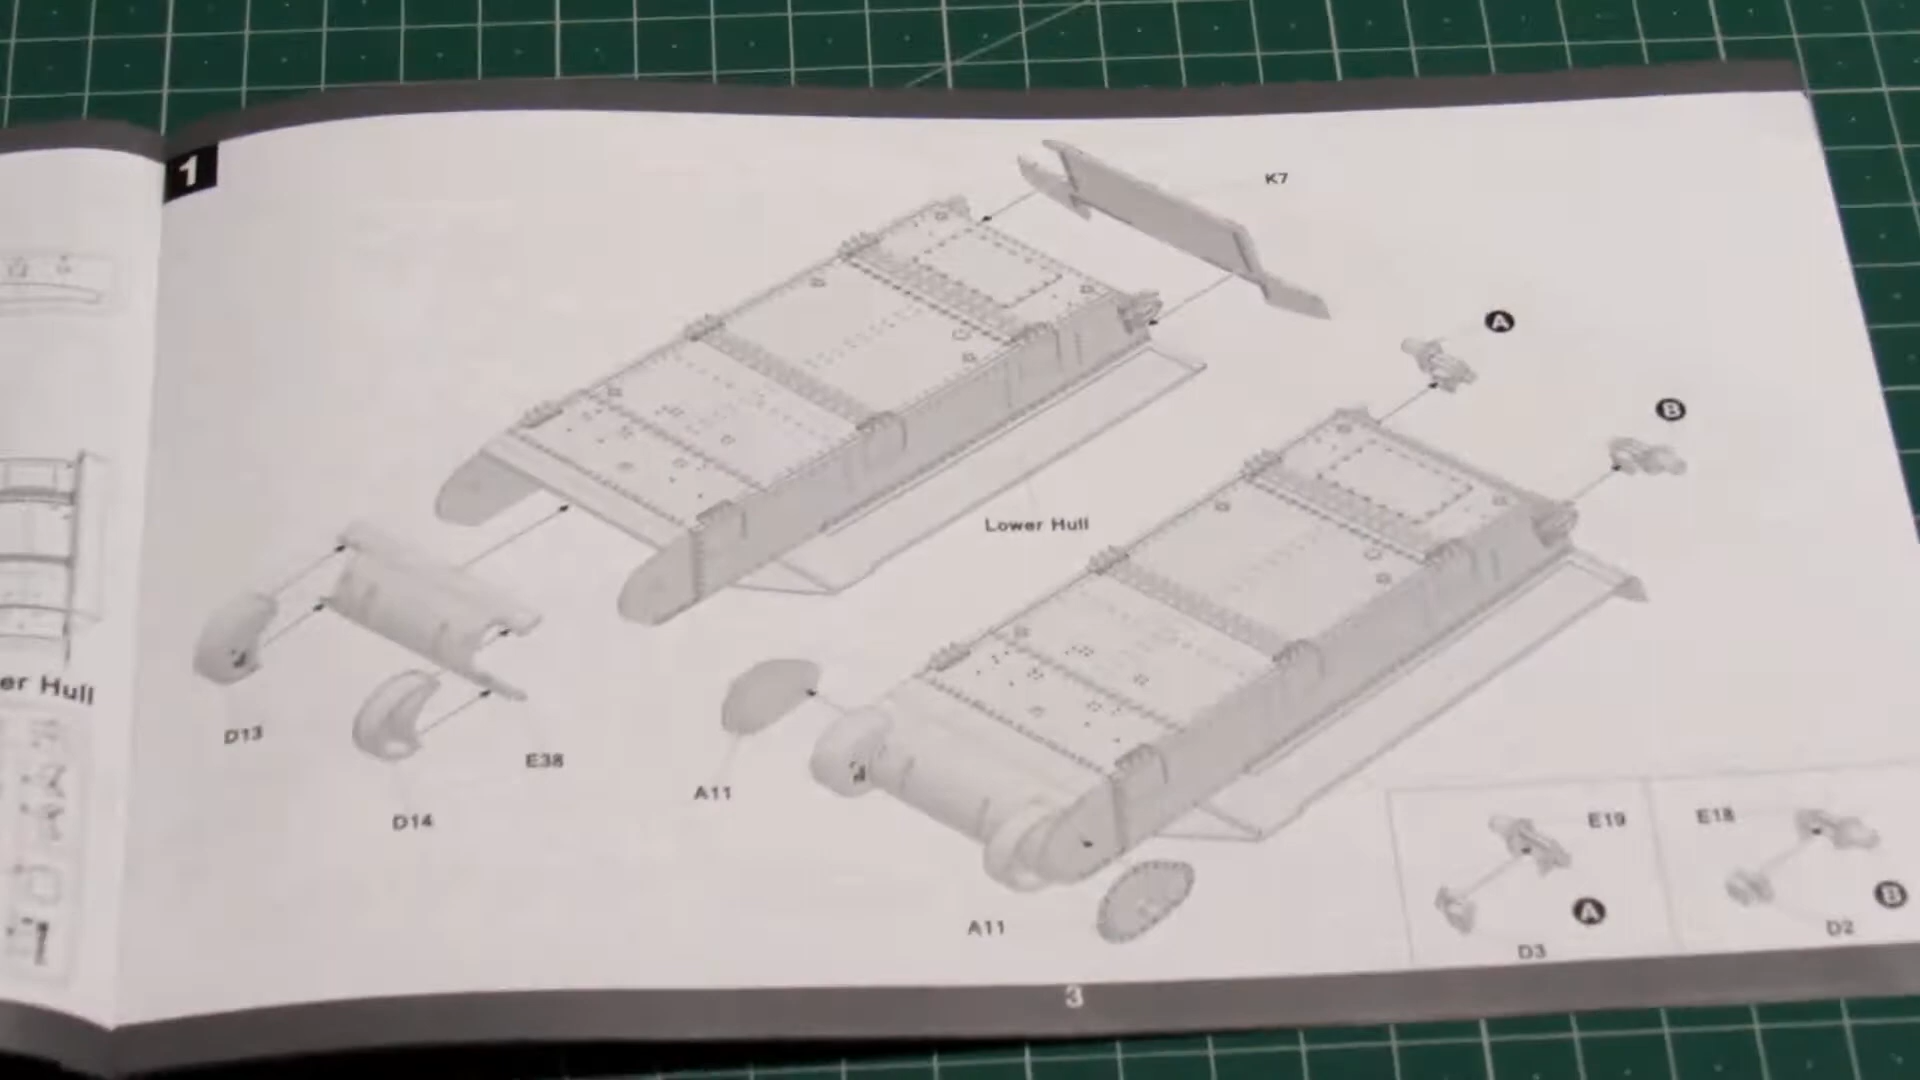 1
K7
A
B
Lower Hull
er Hull
D13
E38
A11
D14
E19
E18
A
B
A11
D3
D2
3